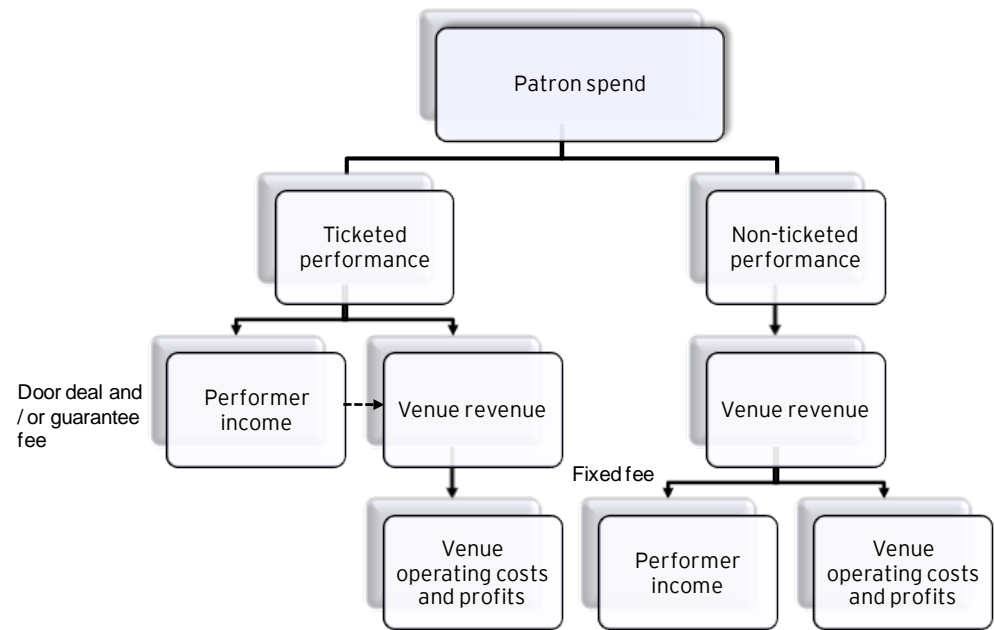 Patron spend
Ticketed
performance
Non-ticketed
performance
Door deal and
/ or guarantee
fee
Performer
income
Venue revenue
Venue revenue
Fixed fee
Venue
operating costs
and profits
Performer
income
Venue
operating costs
and profits